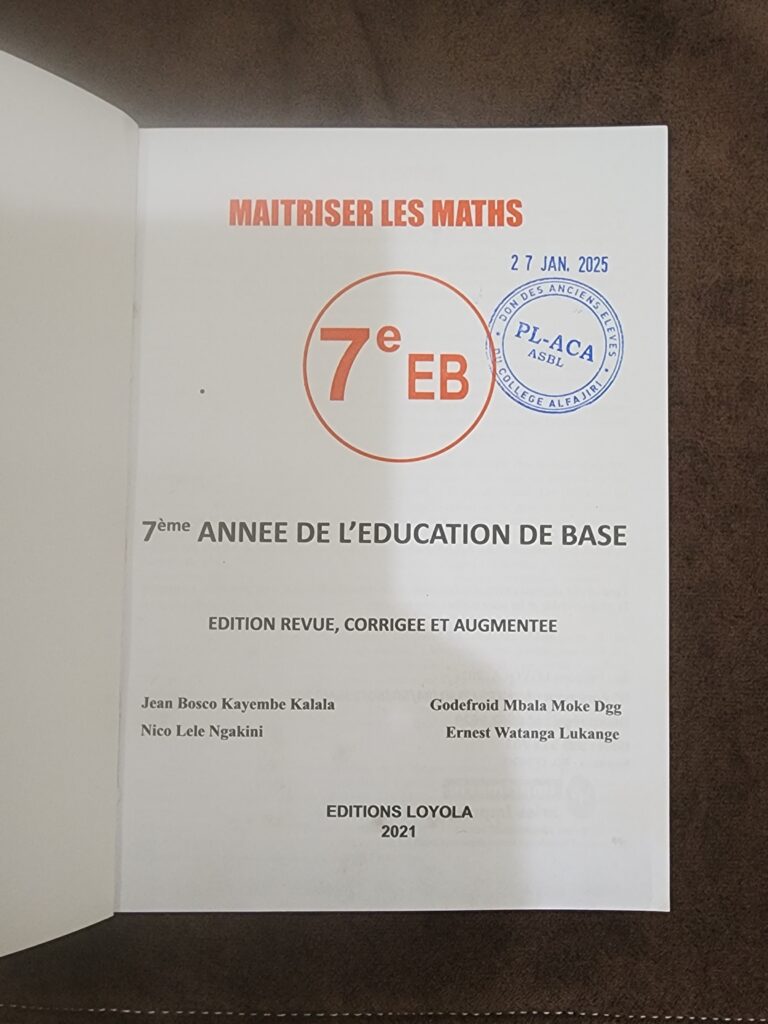 MAITRISER LES MATHS
27 JAN. 2025
DON DES ANCIENS ELEVES
PL-ACA
ASBL
DU COLLEGE ALFAJIRI
7e EB
7ème ANNEE DE L'EDUCATION DE BASE
EDITION REVUE, CORRIGEE ET AUGMENTEE
Jean Bosco Kayembe Kalala
Godefroid Mbala Moke Dgg
Nico Lele Ngakini
Ernest Watanga Lukange
EDITIONS LOYOLA
2021